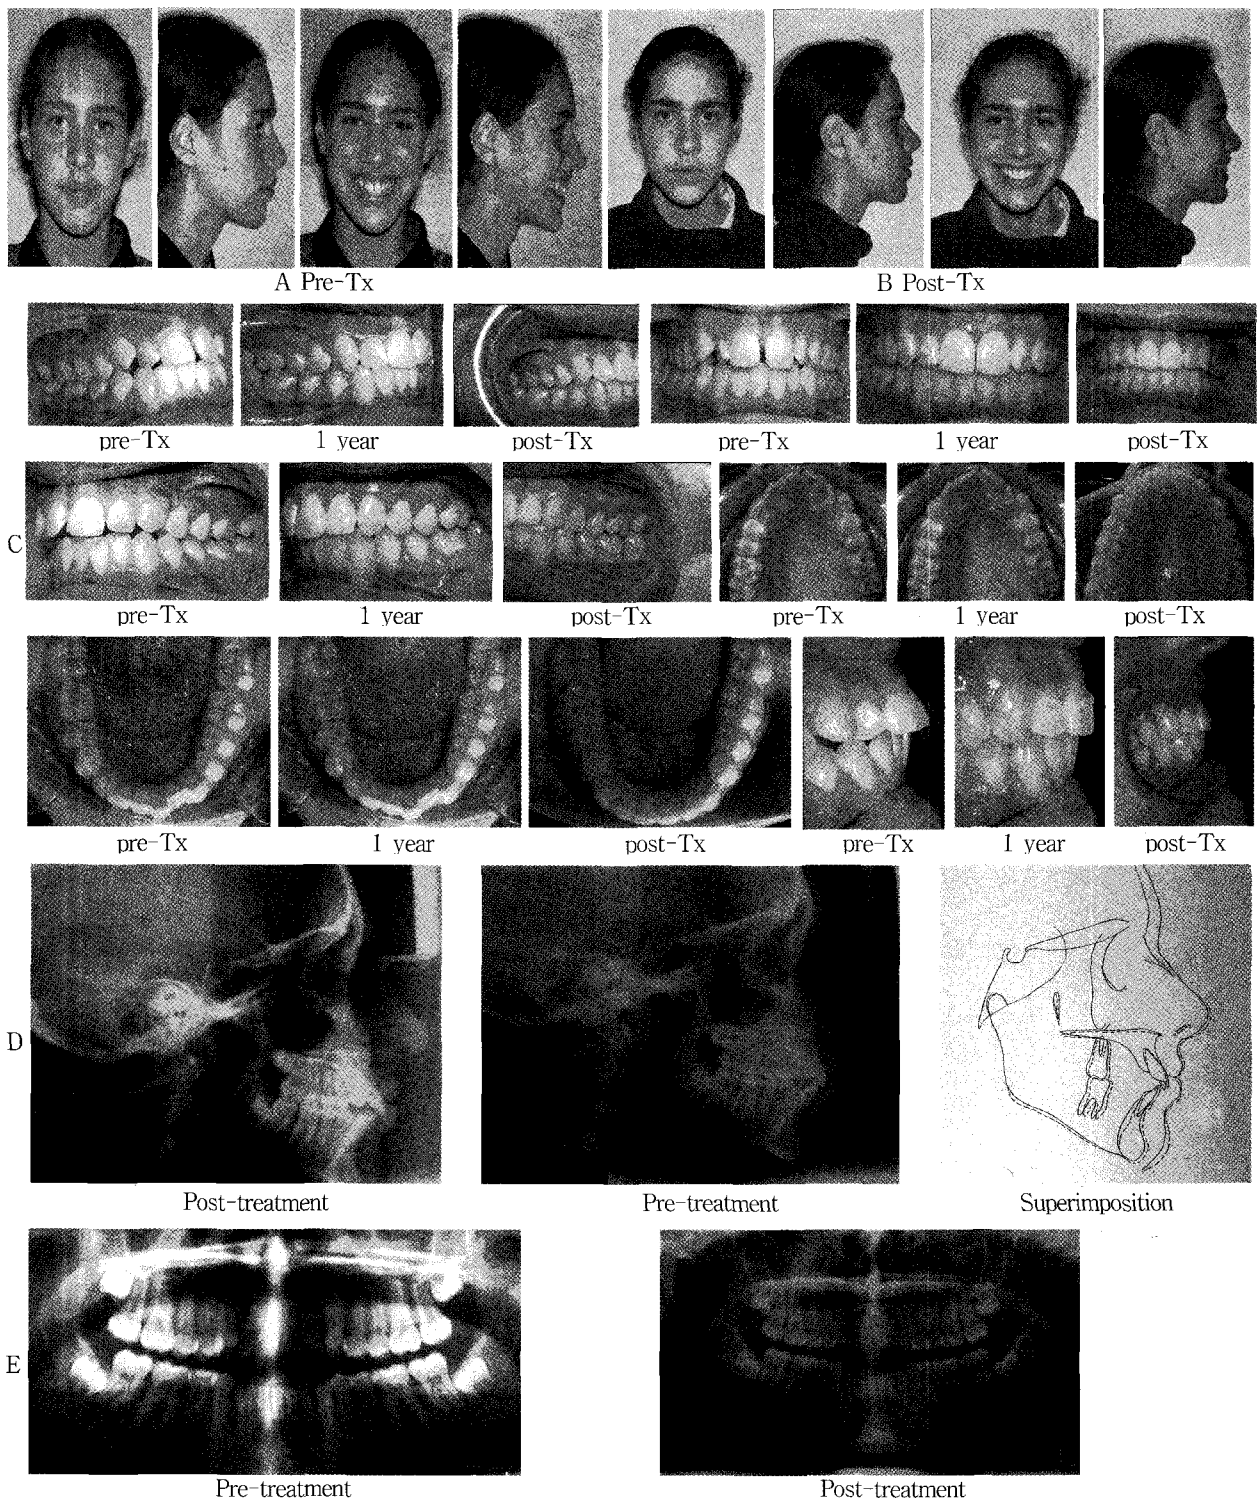 A Pre-Tx
B Post-Tx
pre-Tx
1 year
post-Tx
pre-Tx
1 year
post-Tx
C
pre-Tx
1 year
post-Tx
pre-Tx
1 year
post-Tx
pre-Tx
1 year
post-Tx
pre-Tx
1 year
post-Tx
D
Post-treatment
Pre-treatment
Superimposition
E
Pre-treatment
Post-treatment